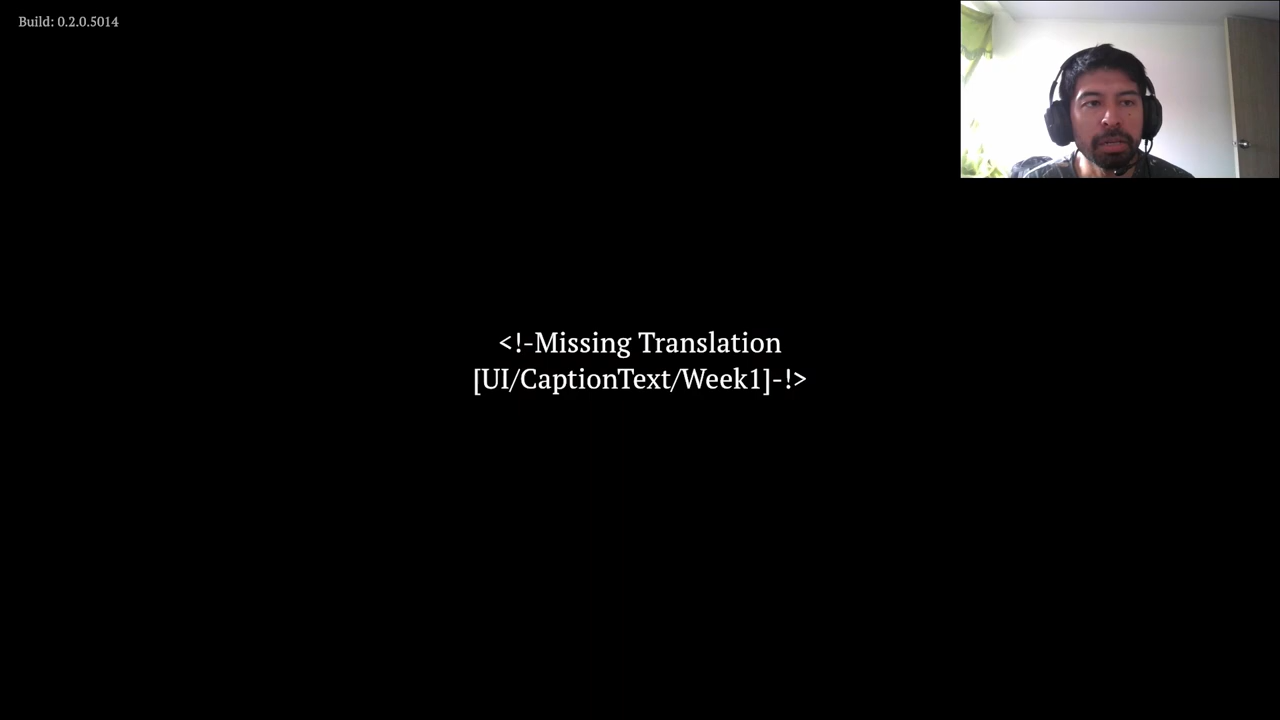 Build: 0.2.0.5014
<!-Missing Translation
[UI/CaptionText/Week1]-!>